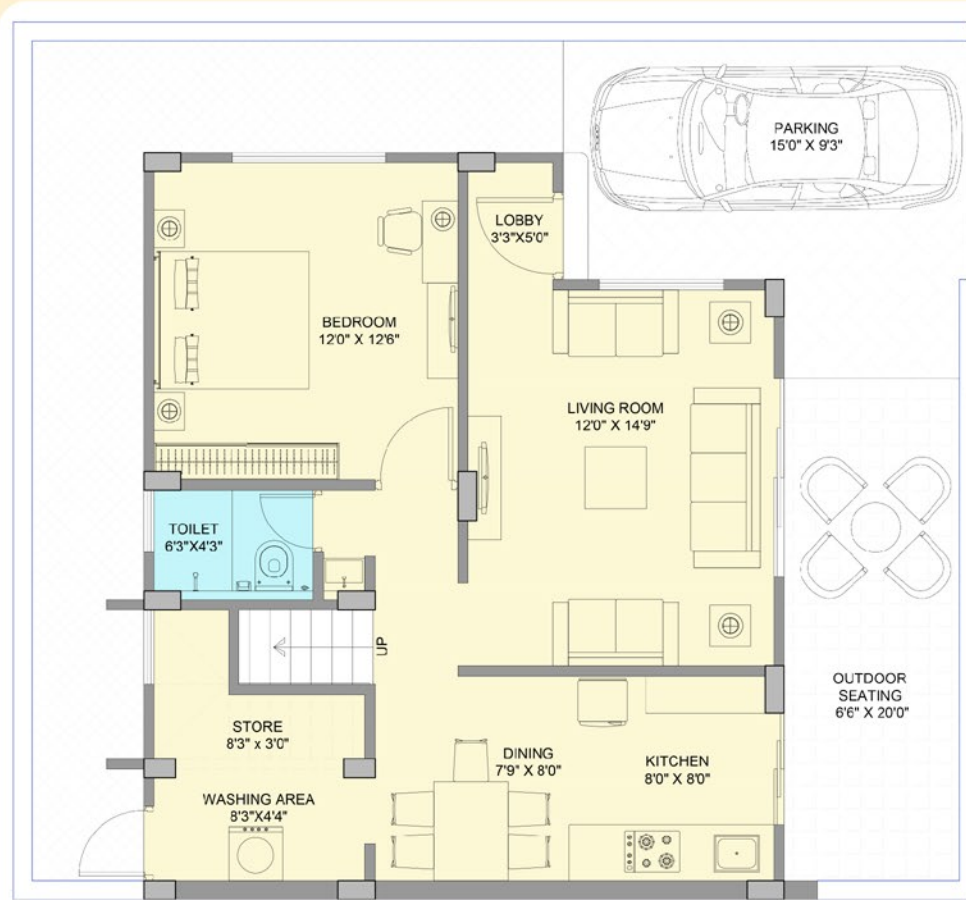 PARKING
15'0" X 9'3"
LOBBY
3'3"X5'0"
BEDROOM
12'0" X 12'6"
LIVING ROOM
12'0" X 14'9"
TOILET
6'3"X4'3"
UP
OUTDOOR
SEATING
6'6" X 20'0"
STORE
8'3" x 3'0"
DINING
7'9" X 8'0"
KITCHEN
8'0" X 8'0"
WASHING AREA
8'3"X4'4"